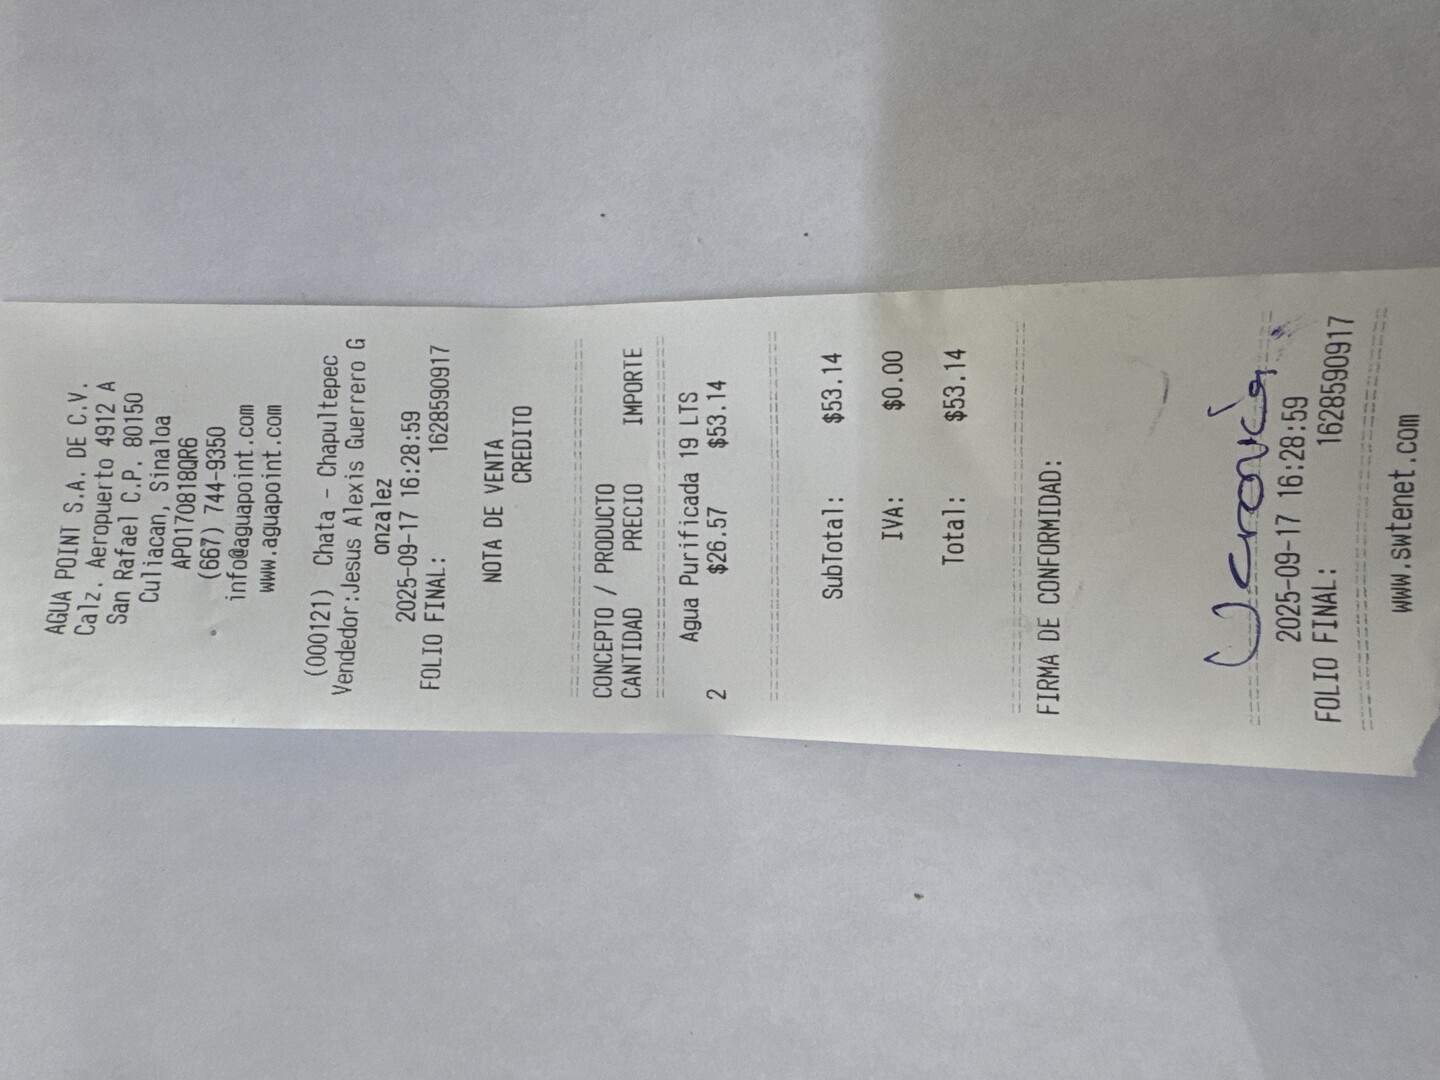 AGUA POINT S.A. DE C.V.
Calz. Aeropuerto 4912 A
San Rafael C.P. 80150
Culiacan, Sinaloa
APO170818QR6
(667) 744-9350
info@aguapoint.com
www.aguapoint.com
(000121) Chata - Chapultepec
Vendedor:Jesus Alexis Guerrero G
onzalez
2025-09-17 16:28:59
FOLIO FINAL: 1628590917
NOTA DE VENTA
CREDITO
CONCEPTO / PRODUCTO
CANTIDAD PRECIO IMPORTE
Agua Purificada 19 LTS
2 $26.57 $53.14
SubTotal: $53.14
IVA: $0.00
Total: $53.14
FIRMA DE CONFORMIDAD:
Veronica
2025-09-17 16:28:59
FOLIO FINAL: 1628590917
www.swtenet.com